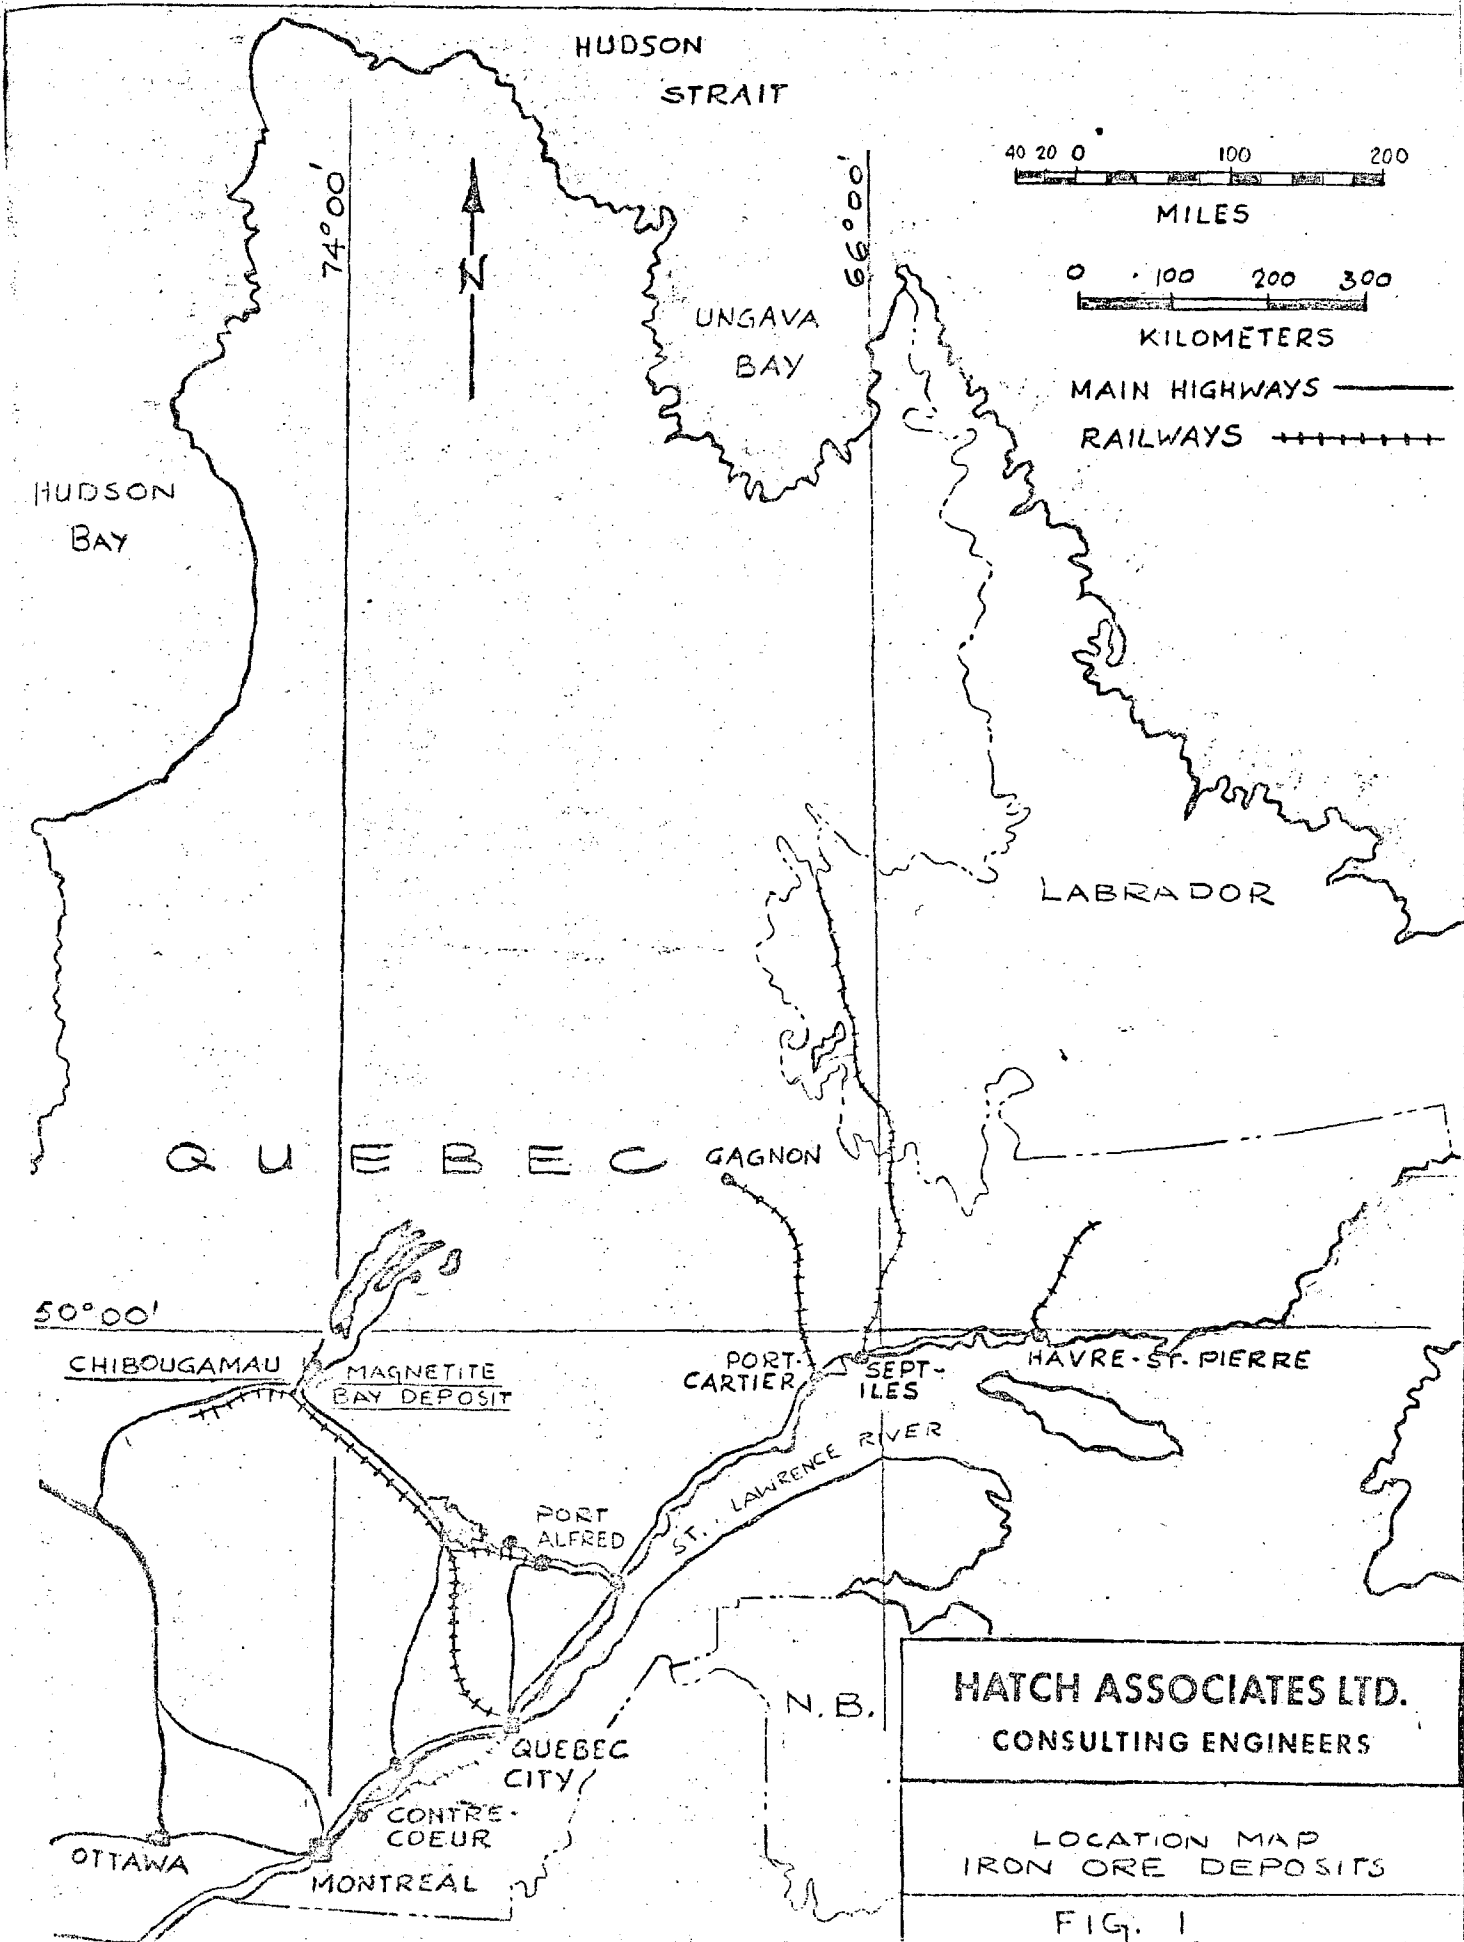 HUDSON
STRAIT
40 20 0 100 200
MILES
74°00'
66°00'
N
0 100 200 300
KILOMETERS
UNGAVA
BAY
MAIN HIGHWAYS
RAILWAYS
HUDSON
BAY
LABRADOR
QUEBEC
GAGNON
50°00'
CHIBOUGAMAU
MAGNETITE
BAY DEPOSIT
PORT-
CARTIER
SEPT-
ILES
HAVRE-ST-PIERRE
ST. LAWRENCE RIVER
PORT
ALFRED
N.B.
QUEBEC
CITY
CONTRE-
COEUR
OTTAWA
MONTREAL
HATCH ASSOCIATES LTD.
CONSULTING ENGINEERS
LOCATION MAP
IRON ORE DEPOSITS
FIG. 1